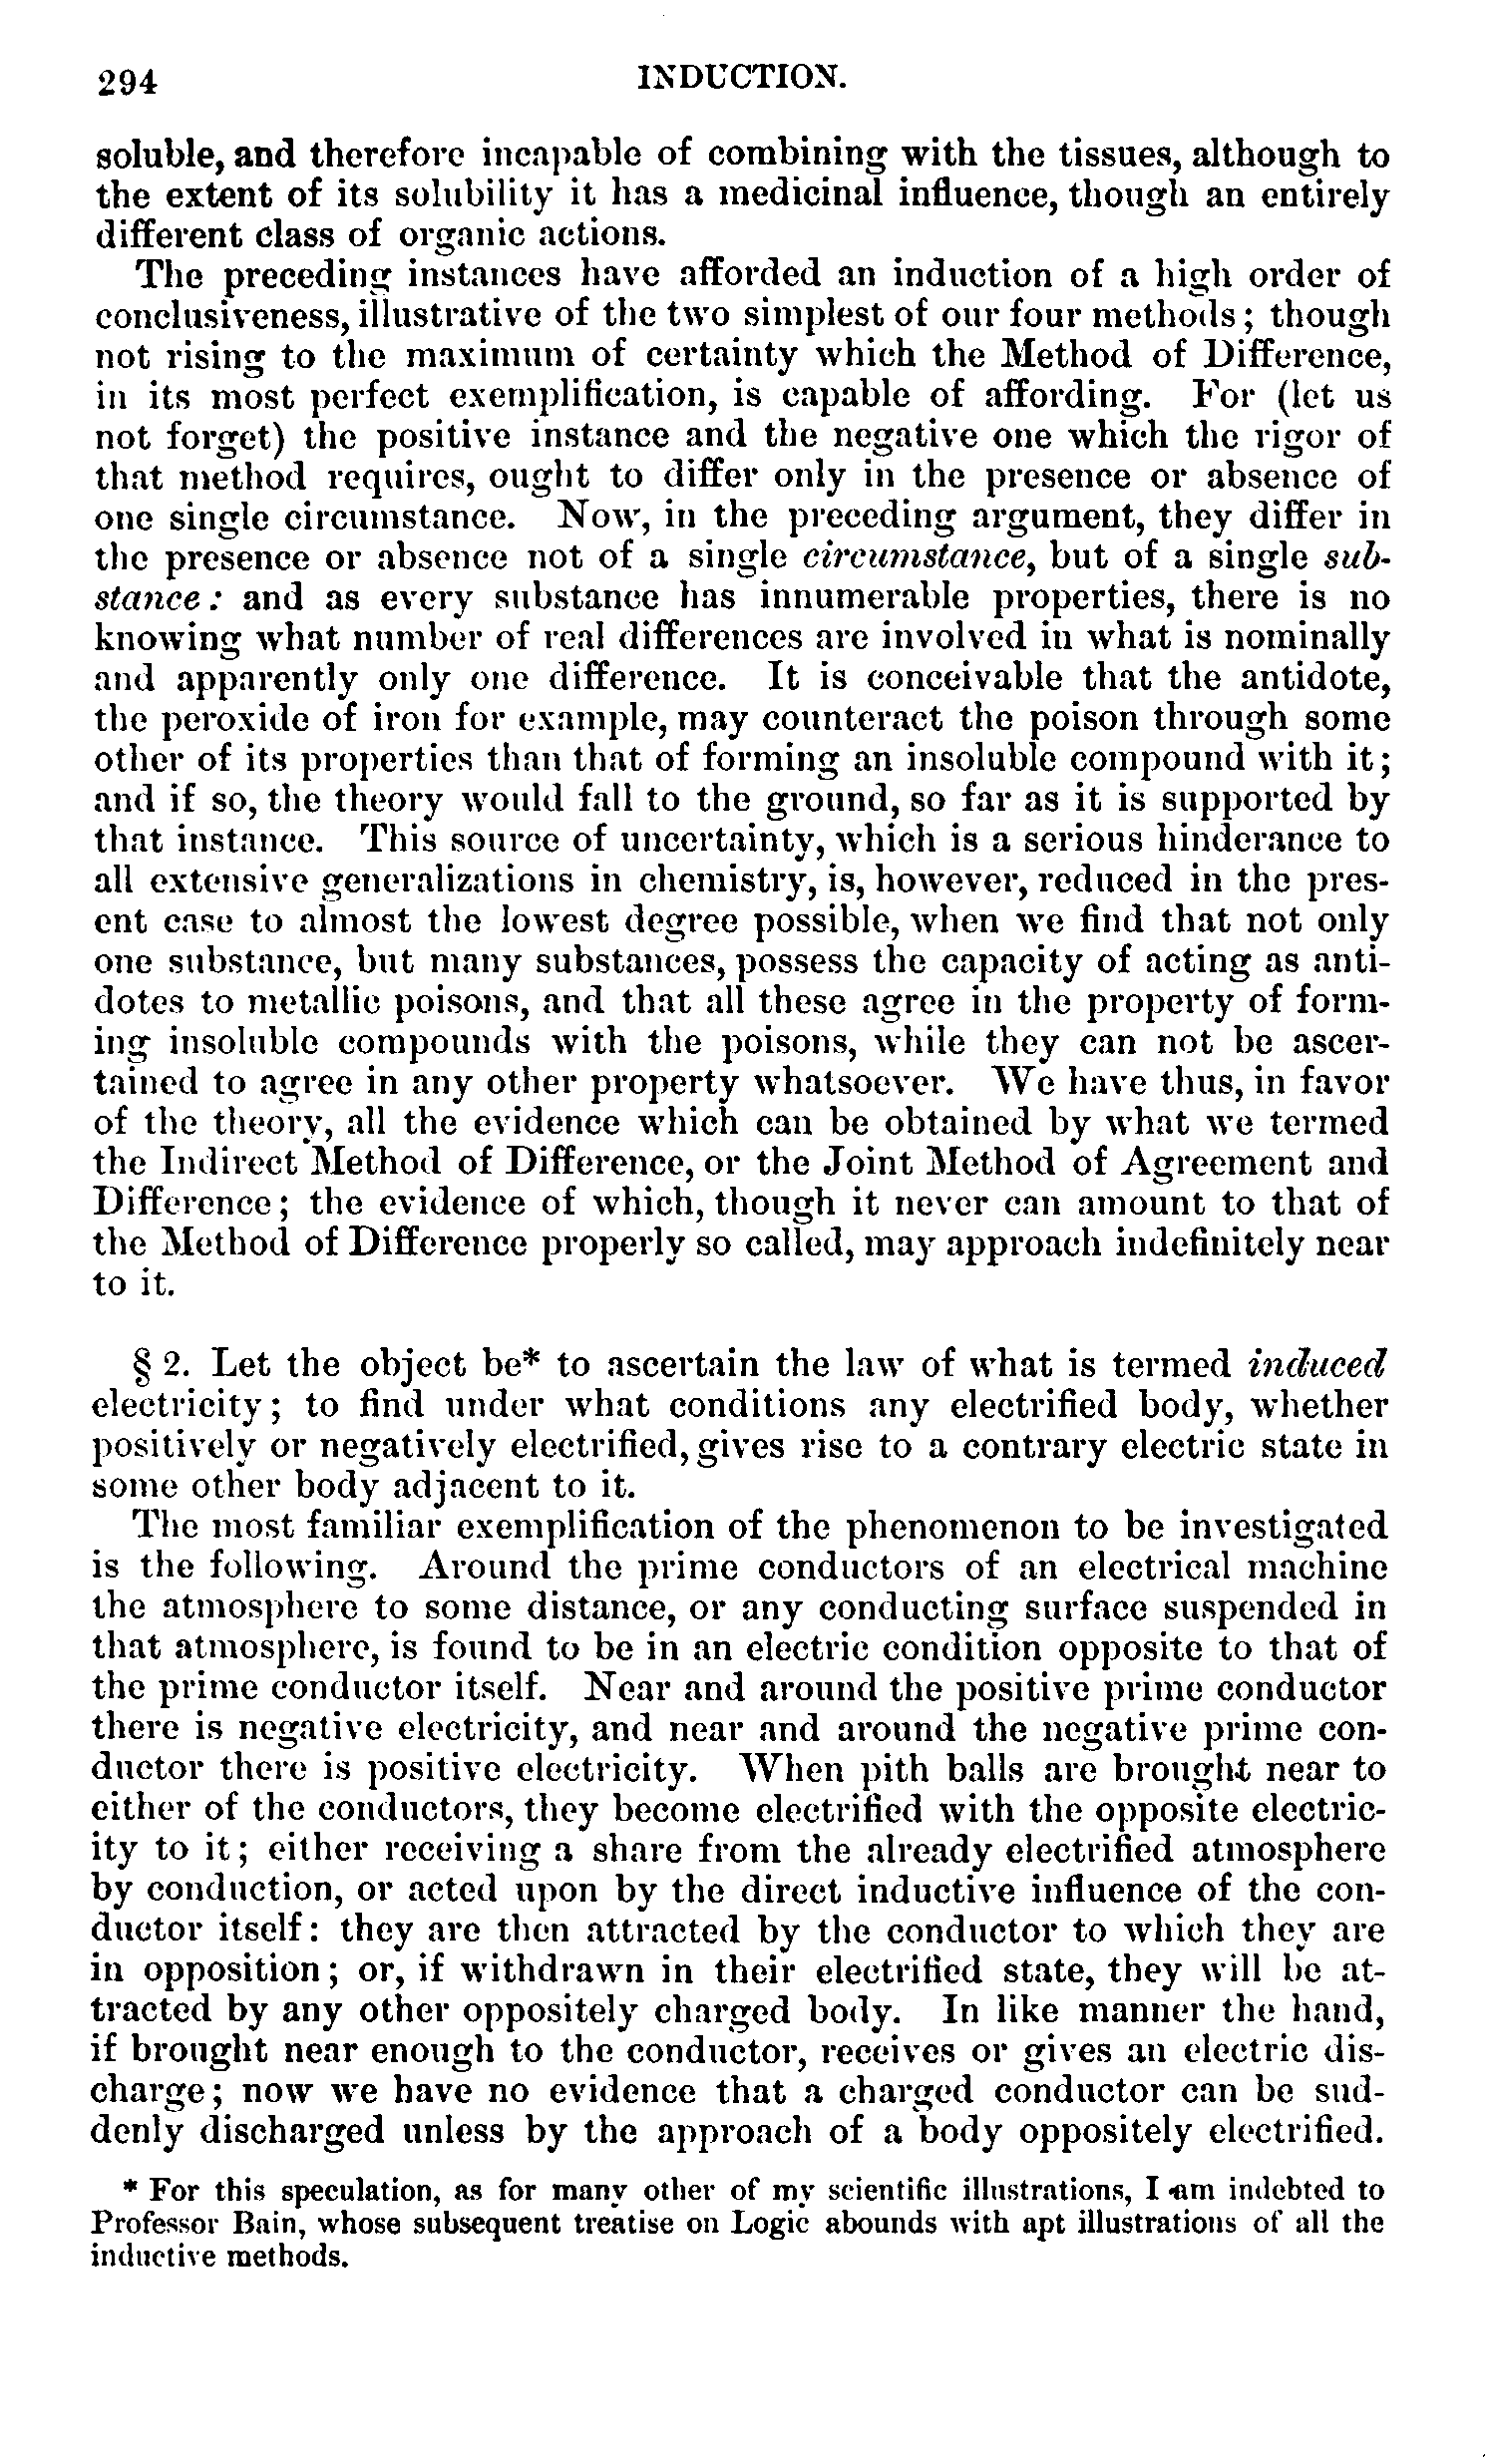 294 INDUCTION.
soluble, and therefore incapable of combining with the tissues, although to
the extent of its solubility it has a medicinal influence, though an entirely
different class of organic actions.
The preceding instances have afforded an induction of a high order of
conclusiveness, illustrative of the two simplest of our four methods; though
not rising to the maximum of certainty which the Method of Difference,
in its most perfect exemplification, is capable of affording. For (let us
not forget) the positive instance and the negative one which the rigor of
that method requires, ought to differ only in the presence or absence of
one single circumstance. Now, in the preceding argument, they differ in
the presence or absence not of a single circumstance, but of a single sub-
stance: and as every substance has innumerable properties, there is no
knowing what number of real differences are involved in what is nominally
and apparently only one difference. It is conceivable that the antidote,
the peroxide of iron for example, may counteract the poison through some
other of its properties than that of forming an insoluble compound with it;
and if so, the theory would fall to the ground, so far as it is supported by
that instance. This source of uncertainty, which is a serious hinderance to
all extensive generalizations in chemistry, is, however, reduced in the pres-
ent case to almost the lowest degree possible, when we find that not only
one substance, but many substances, possess the capacity of acting as anti-
dotes to metallic poisons, and that all these agree in the property of form-
ing insoluble compounds with the poisons, while they can not be ascer-
tained to agree in any other property whatsoever. We have thus, in favor
of the theory, all the evidence which can be obtained by what we termed
the Indirect Method of Difference, or the Joint Method of Agreement and
Difference; the evidence of which, though it never can amount to that of
the Method of Difference properly so called, may approach indefinitely near
to it.
§ 2. Let the object be* to ascertain the law of what is termed induced
electricity; to find under what conditions any electrified body, whether
positively or negatively electrified, gives rise to a contrary electric state in
some other body adjacent to it.
The most familiar exemplification of the phenomenon to be investigated
is the following. Around the prime conductors of an electrical machine
the atmosphere to some distance, or any conducting surface suspended in
that atmosphere, is found to be in an electric condition opposite to that of
the prime conductor itself. Near and around the positive prime conductor
there is negative electricity, and near and around the negative prime con-
ductor there is positive electricity. When pith balls are brought near to
either of the conductors, they become electrified with the opposite electric-
ity to it; either receiving a share from the already electrified atmosphere
by conduction, or acted upon by the direct inductive influence of the con-
ductor itself: they are then attracted by the conductor to which they are
in opposition; or, if withdrawn in their electrified state, they will be at-
tracted by any other oppositely charged body. In like manner the hand,
if brought near enough to the conductor, receives or gives an electric dis-
charge; now we have no evidence that a charged conductor can be sud-
denly discharged unless by the approach of a body oppositely electrified.
* For this speculation, as for many other of my scientific illustrations, I am indebted to
Professor Bain, whose subsequent treatise on Logic abounds with apt illustrations of all the
inductive methods.